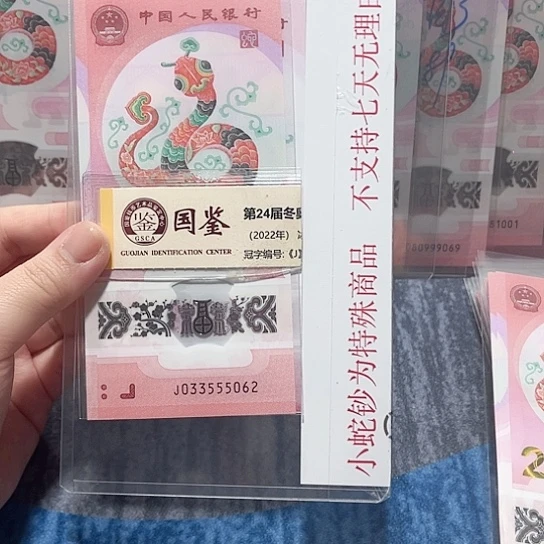 中国人民银行
国鉴
GSCA
GUOJIAN IDENTIFICATION CENTER
第24届冬奥
(2022年)
冠字编号:《J
J033555062
小蛇钞为特殊商品 不支持七天无理由
60999069
81001